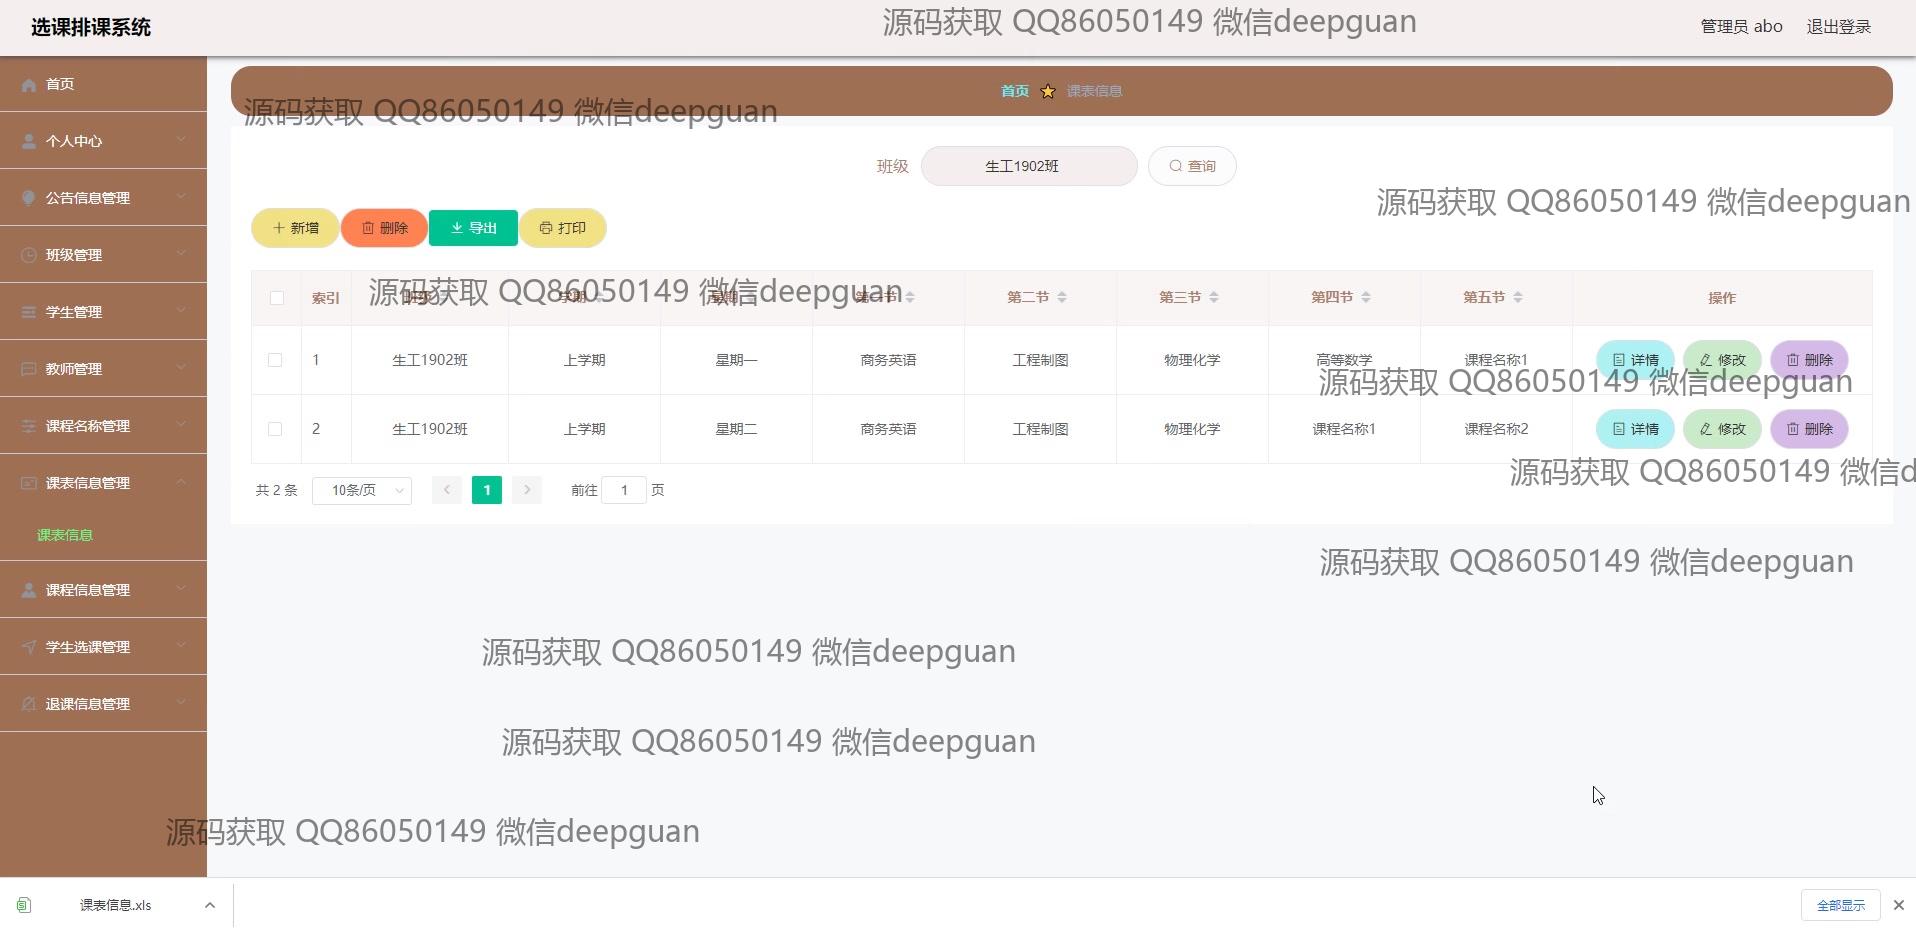 选课排课系统
源码获取 QQ86050149 微信deepguan
管理员 abo 退出登录
首页
个人中心
公告信息管理
班级管理
学生管理
教师管理
课程名称管理
课表信息管理
课表信息
课程信息管理
学生选课管理
退课信息管理
首页 课表信息
源码获取 QQ86050149 微信deepguan
班级 生工1902班 查询
源码获取 QQ86050149 微信deepguan
新增 删除 导出 打印
源码获取 QQ86050149 微信deepguan
索引 班级 学期 星期 第一节 第二节 第三节 第四节 第五节 操作
1 生工1902班 上学期 星期一 商务英语 工程制图 物理化学 高等数学 课程名称1 详情 修改 删除
源码获取 QQ86050149 微信deepguan
2 生工1902班 上学期 星期二 商务英语 工程制图 物理化学 课程名称1 课程名称2 详情 修改 删除
源码获取 QQ86050149 微信d
共 2 条 10条/页 1 前往 1 页
源码获取 QQ86050149 微信deepguan
源码获取 QQ86050149 微信deepguan
源码获取 QQ86050149 微信deepguan
源码获取 QQ86050149 微信deepguan
课表信息.xls
全部显示